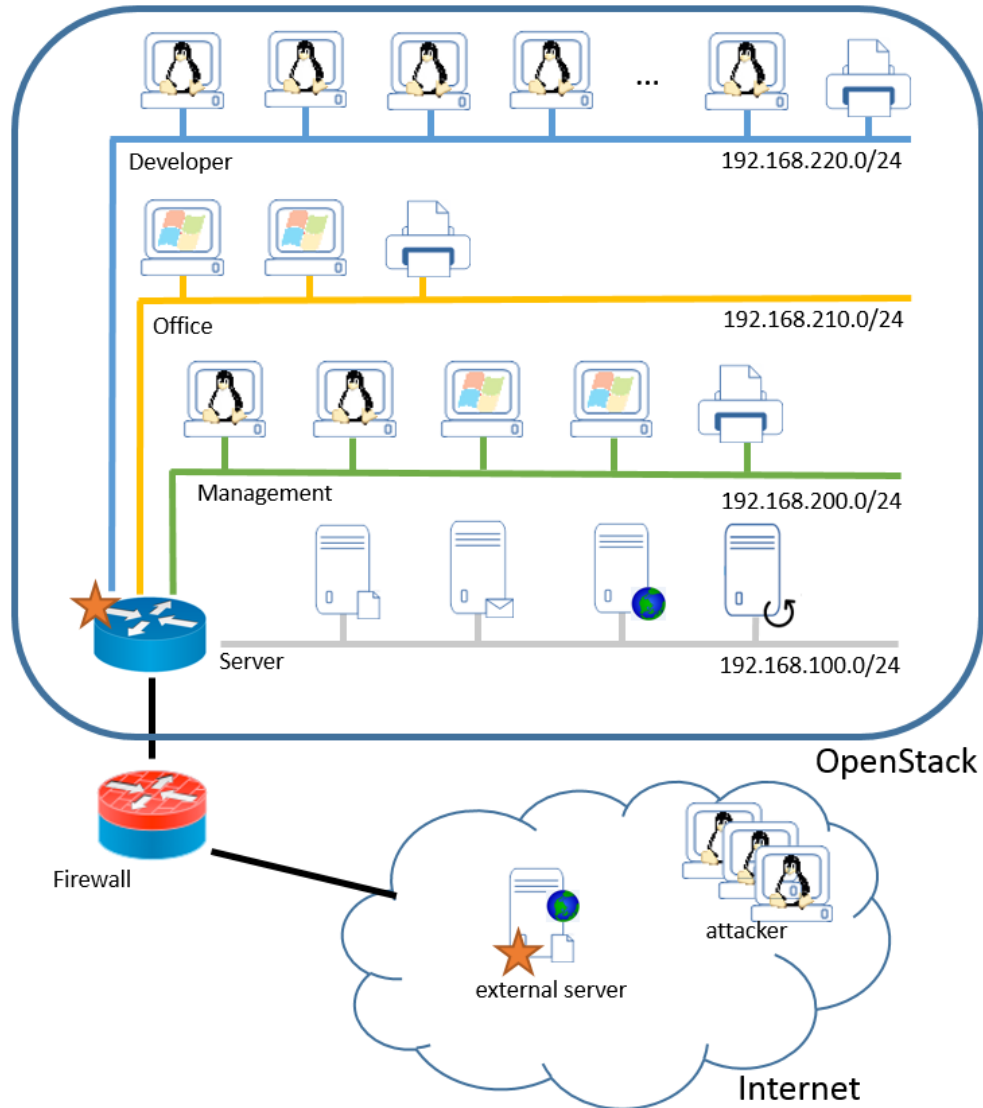 ...
Developer
192.168.220.0/24
Office
192.168.210.0/24
Management
192.168.200.0/24
Server
192.168.100.0/24
OpenStack
Firewall
attacker
external server
Internet